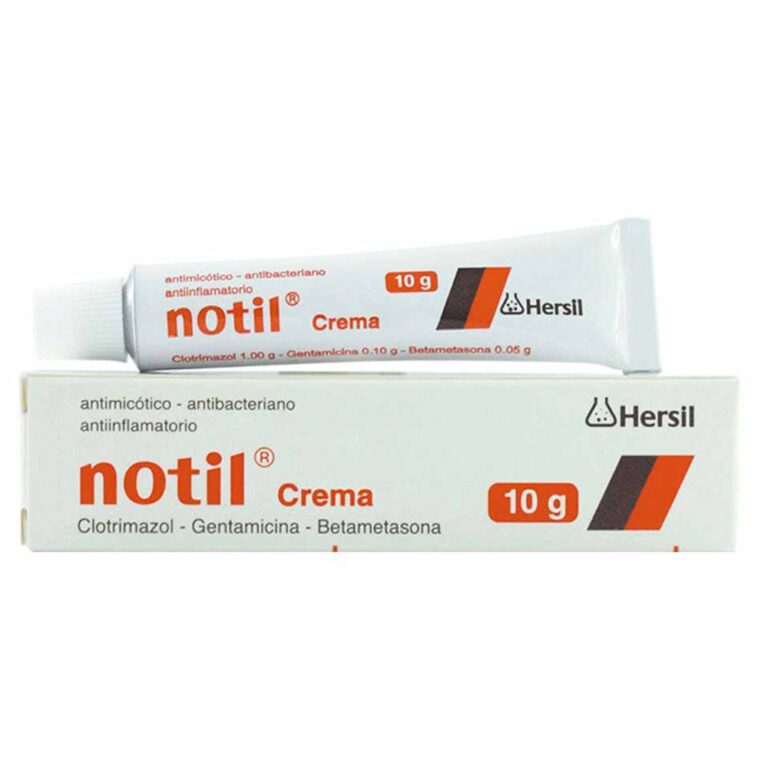 antimicótico - antibacteriano
antiinflamatorio
10 g
notil® Crema
Hersil
Clotrimazol 1.00 g - Gentamicina 0.10 g - Betametasona 0.05 g
antimicótico - antibacteriano
antiinflamatorio
Hersil
notil® Crema
10 g
Clotrimazol - Gentamicina - Betametasona